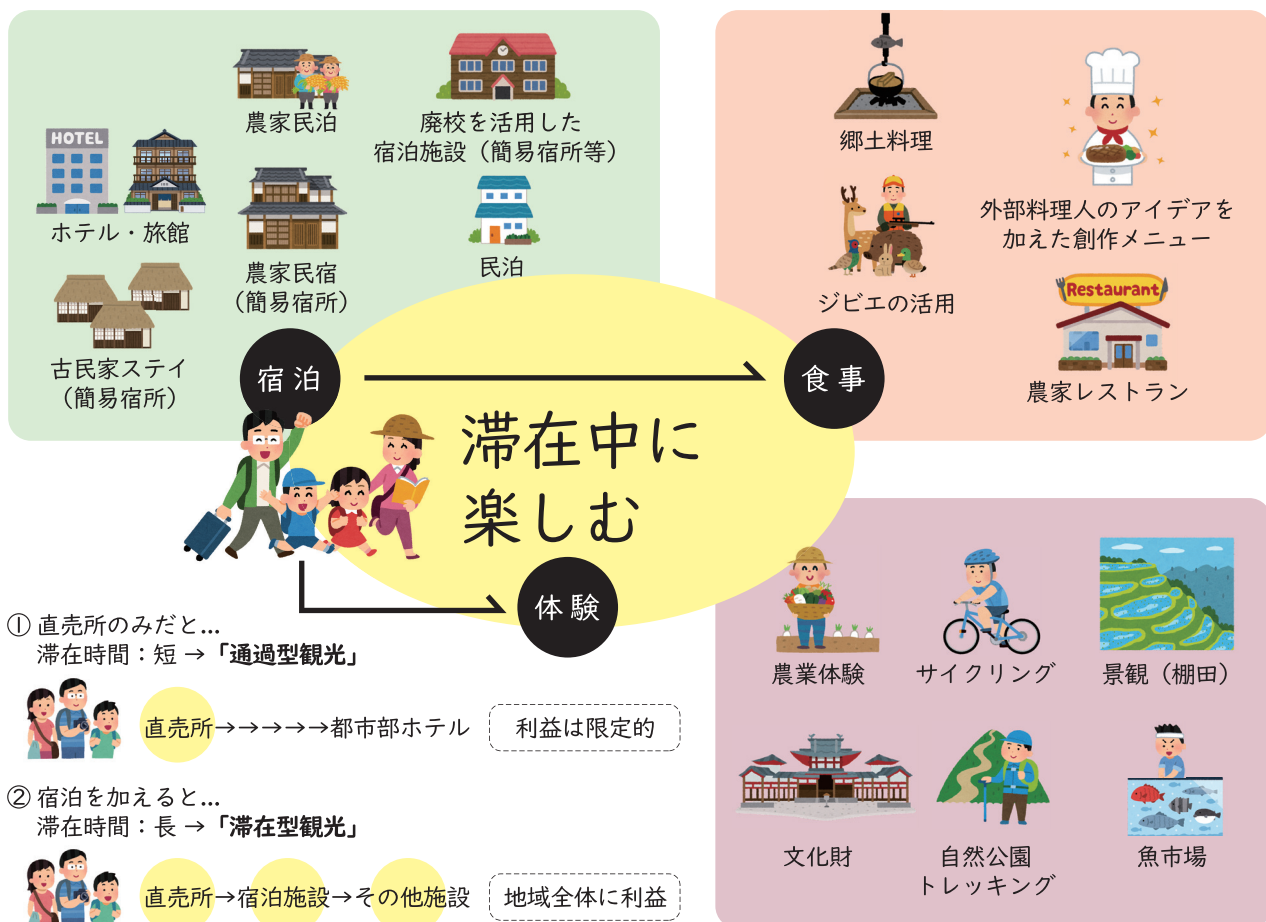 農家民泊
廃校を活用した
宿泊施設（簡易宿所等）
HOTEL
ホテル・旅館
農家民宿
（簡易宿所）
民泊
古民家ステイ
（簡易宿所）
郷土料理
外部料理人のアイデアを
加えた創作メニュー
ジビエの活用
Restaurant
農家レストラン
宿泊
食事
滞在中に
楽しむ
体験
① 直売所のみだと…
滞在時間：短 →「通過型観光」
直売所→→→→→都市部ホテル
利益は限定的
② 宿泊を加えると…
滞在時間：長 →「滞在型観光」
直売所→宿泊施設→その他施設
地域全体に利益
農業体験
サイクリング
景観（棚田）
文化財
自然公園
トレッキング
魚市場